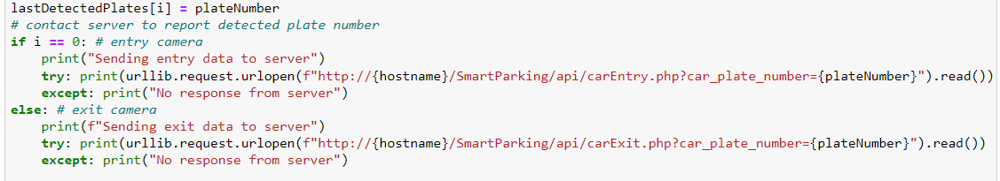 lastDetectedPlates[i] = plateNumber
# contact server to report detected plate number
if i == 0: # entry camera
    print("Sending entry data to server")
    try: print(urllib.request.urlopen(f"http://{hostname}/SmartParking/api/carEntry.php?car_plate_number={plateNumber}").read())
    except: print("No response from server")
else: # exit camera
    print(f"Sending exit data to server")
    try: print(urllib.request.urlopen(f"http://{hostname}/SmartParking/api/carExit.php?car_plate_number={plateNumber}").read())
    except: print("No response from server")